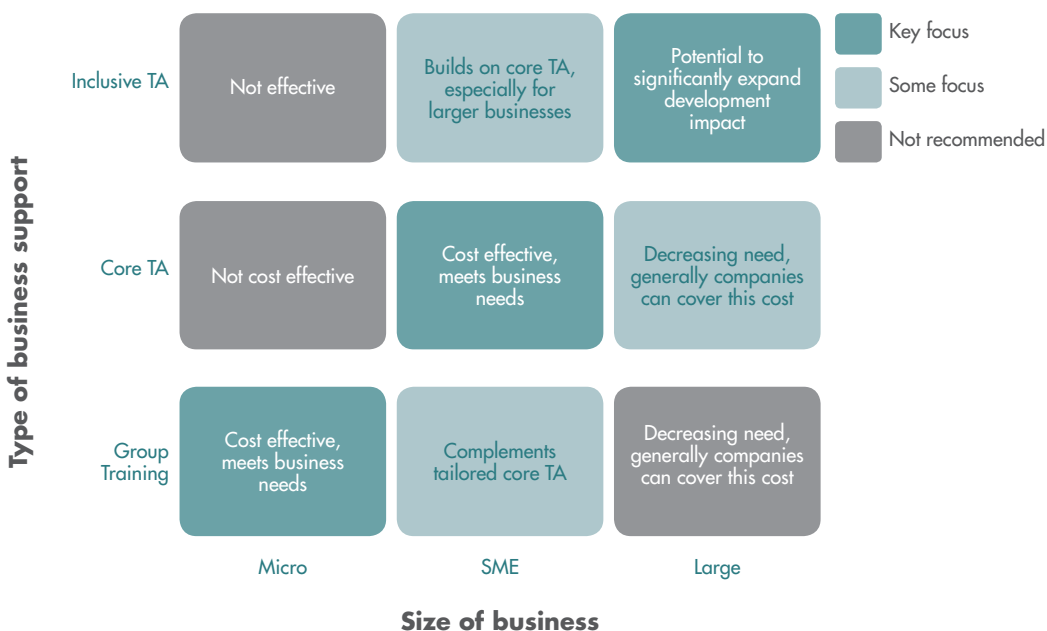 Type of business support
Inclusive TA
Not effective
Builds on core TA,
especially for
larger businesses
Potential to
significantly expand
development
impact
Key focus
Some focus
Not recommended
Core TA
Not cost effective
Cost effective,
meets business
needs
Decreasing need,
generally companies
can cover this cost
Group
Training
Cost effective,
meets business
needs
Complements
tailored core TA
Decreasing need,
generally companies
can cover this cost
Micro
SME
Large
Size of business